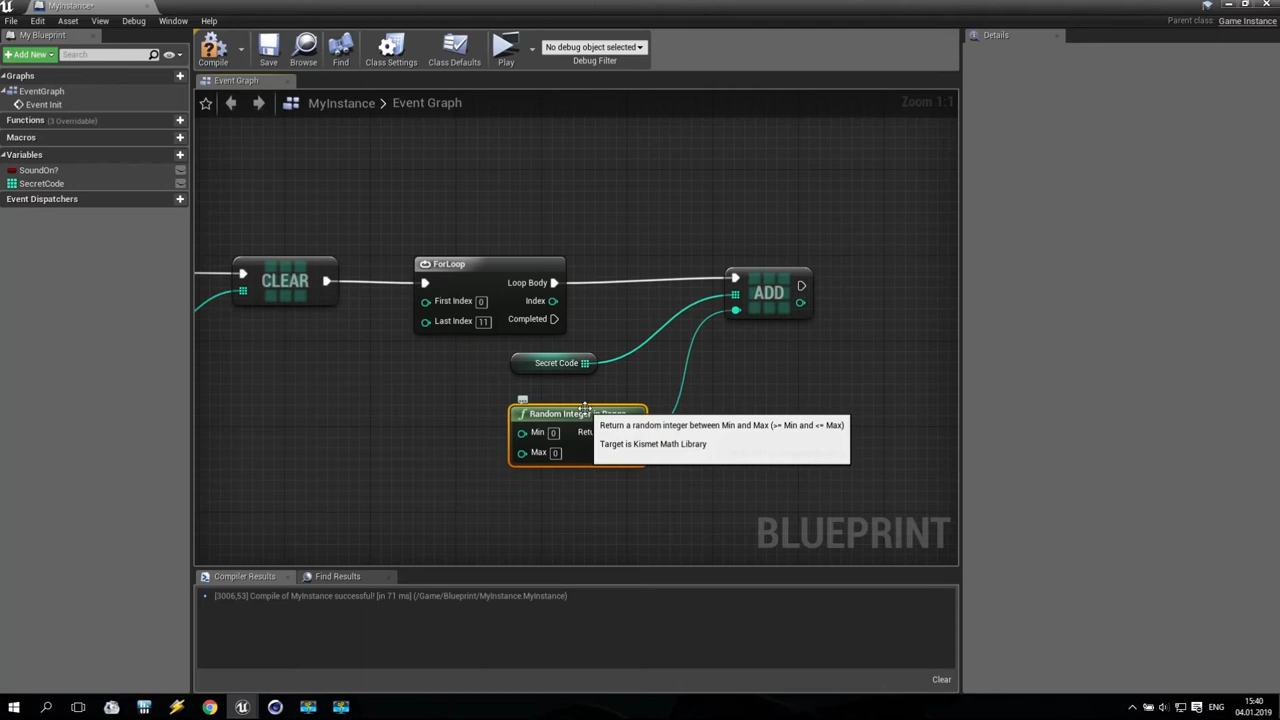 MyInstance*
File Edit Asset View Debug Window Help
Parent class: Game Instance
My Blueprint
Details
Add New
Search
Compile
Save
Browse
Find
Class Settings
Class Defaults
Play
No debug object selected
Debug Filter
Graphs
EventGraph
Event Init
Functions (3 Overridable)
Macros
Variables
SoundOn?
SecretCode
Event Dispatchers
Event Graph
MyInstance > Event Graph
Zoom 1:1
CLEAR
ForLoop
First Index 0
Last Index 11
Loop Body
Index
Completed
ADD
Secret Code
f Random Integer
Min 0
Max 0
Return a random integer between Min and Max (>= Min and <= Max)
Target is Kismet Math Library
BLUEPRINT
Compiler Results
Find Results
[3006,53] Compile of MyInstance successful! [in 71 ms] (/Game/Blueprint/MyInstance.MyInstance)
Clear
ENG
15:40
04.01.2019